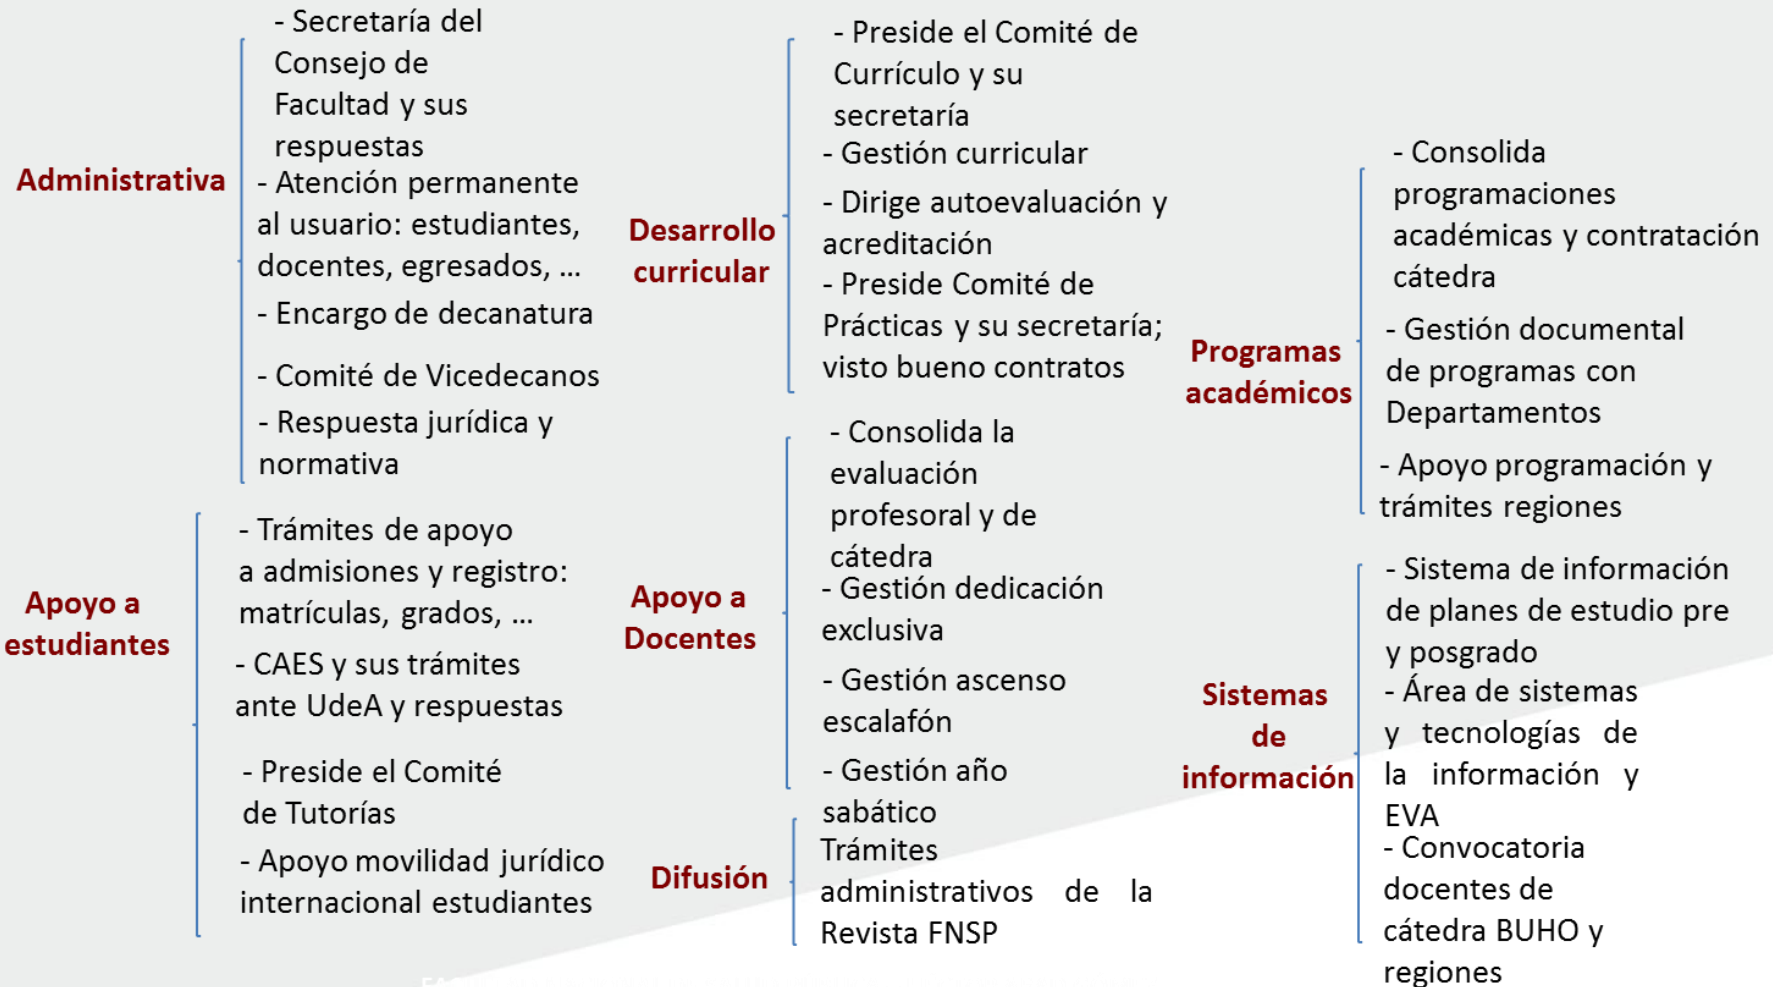 Administrativa
- Secretaría del
Consejo de
Facultad y sus
respuestas
- Atención permanente
al usuario: estudiantes,
docentes, egresados, ...
- Encargo de decanatura
- Comité de Vicedecanos
- Respuesta jurídica y
normativa
Apoyo a
estudiantes
- Trámites de apoyo
a admisiones y registro:
matrículas, grados, ...
- CAES y sus trámites
ante UdeA y respuestas
- Preside el Comité
de Tutorías
- Apoyo movilidad jurídico
internacional estudiantes
Desarrollo
curricular
- Preside el Comité de
Currículo y su
secretaría
- Gestión curricular
- Dirige autoevaluación y
acreditación
- Preside Comité de
Prácticas y su secretaría;
visto bueno contratos
Apoyo a
Docentes
- Consolida la
evaluación
profesoral y de
cátedra
- Gestión dedicación
exclusiva
- Gestión ascenso
escalafón
- Gestión año
sabático
Difusión
Trámites
administrativos de la
Revista FNSP
Programas
académicos
- Consolida
programaciones
académicas y contratación
cátedra
- Gestión documental
de programas con
Departamentos
- Apoyo programación y
trámites regiones
Sistemas
de
información
- Sistema de información
de planes de estudio pre
y posgrado
- Área de sistemas
y tecnologías de
la información y
EVA
- Convocatoria
docentes de
cátedra BUHO y
regiones